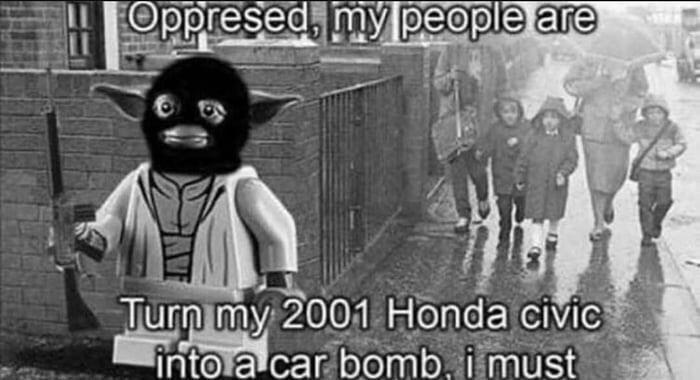 Oppresed, my people are
Turn my 2001 Honda civic
into a car bomb, i must